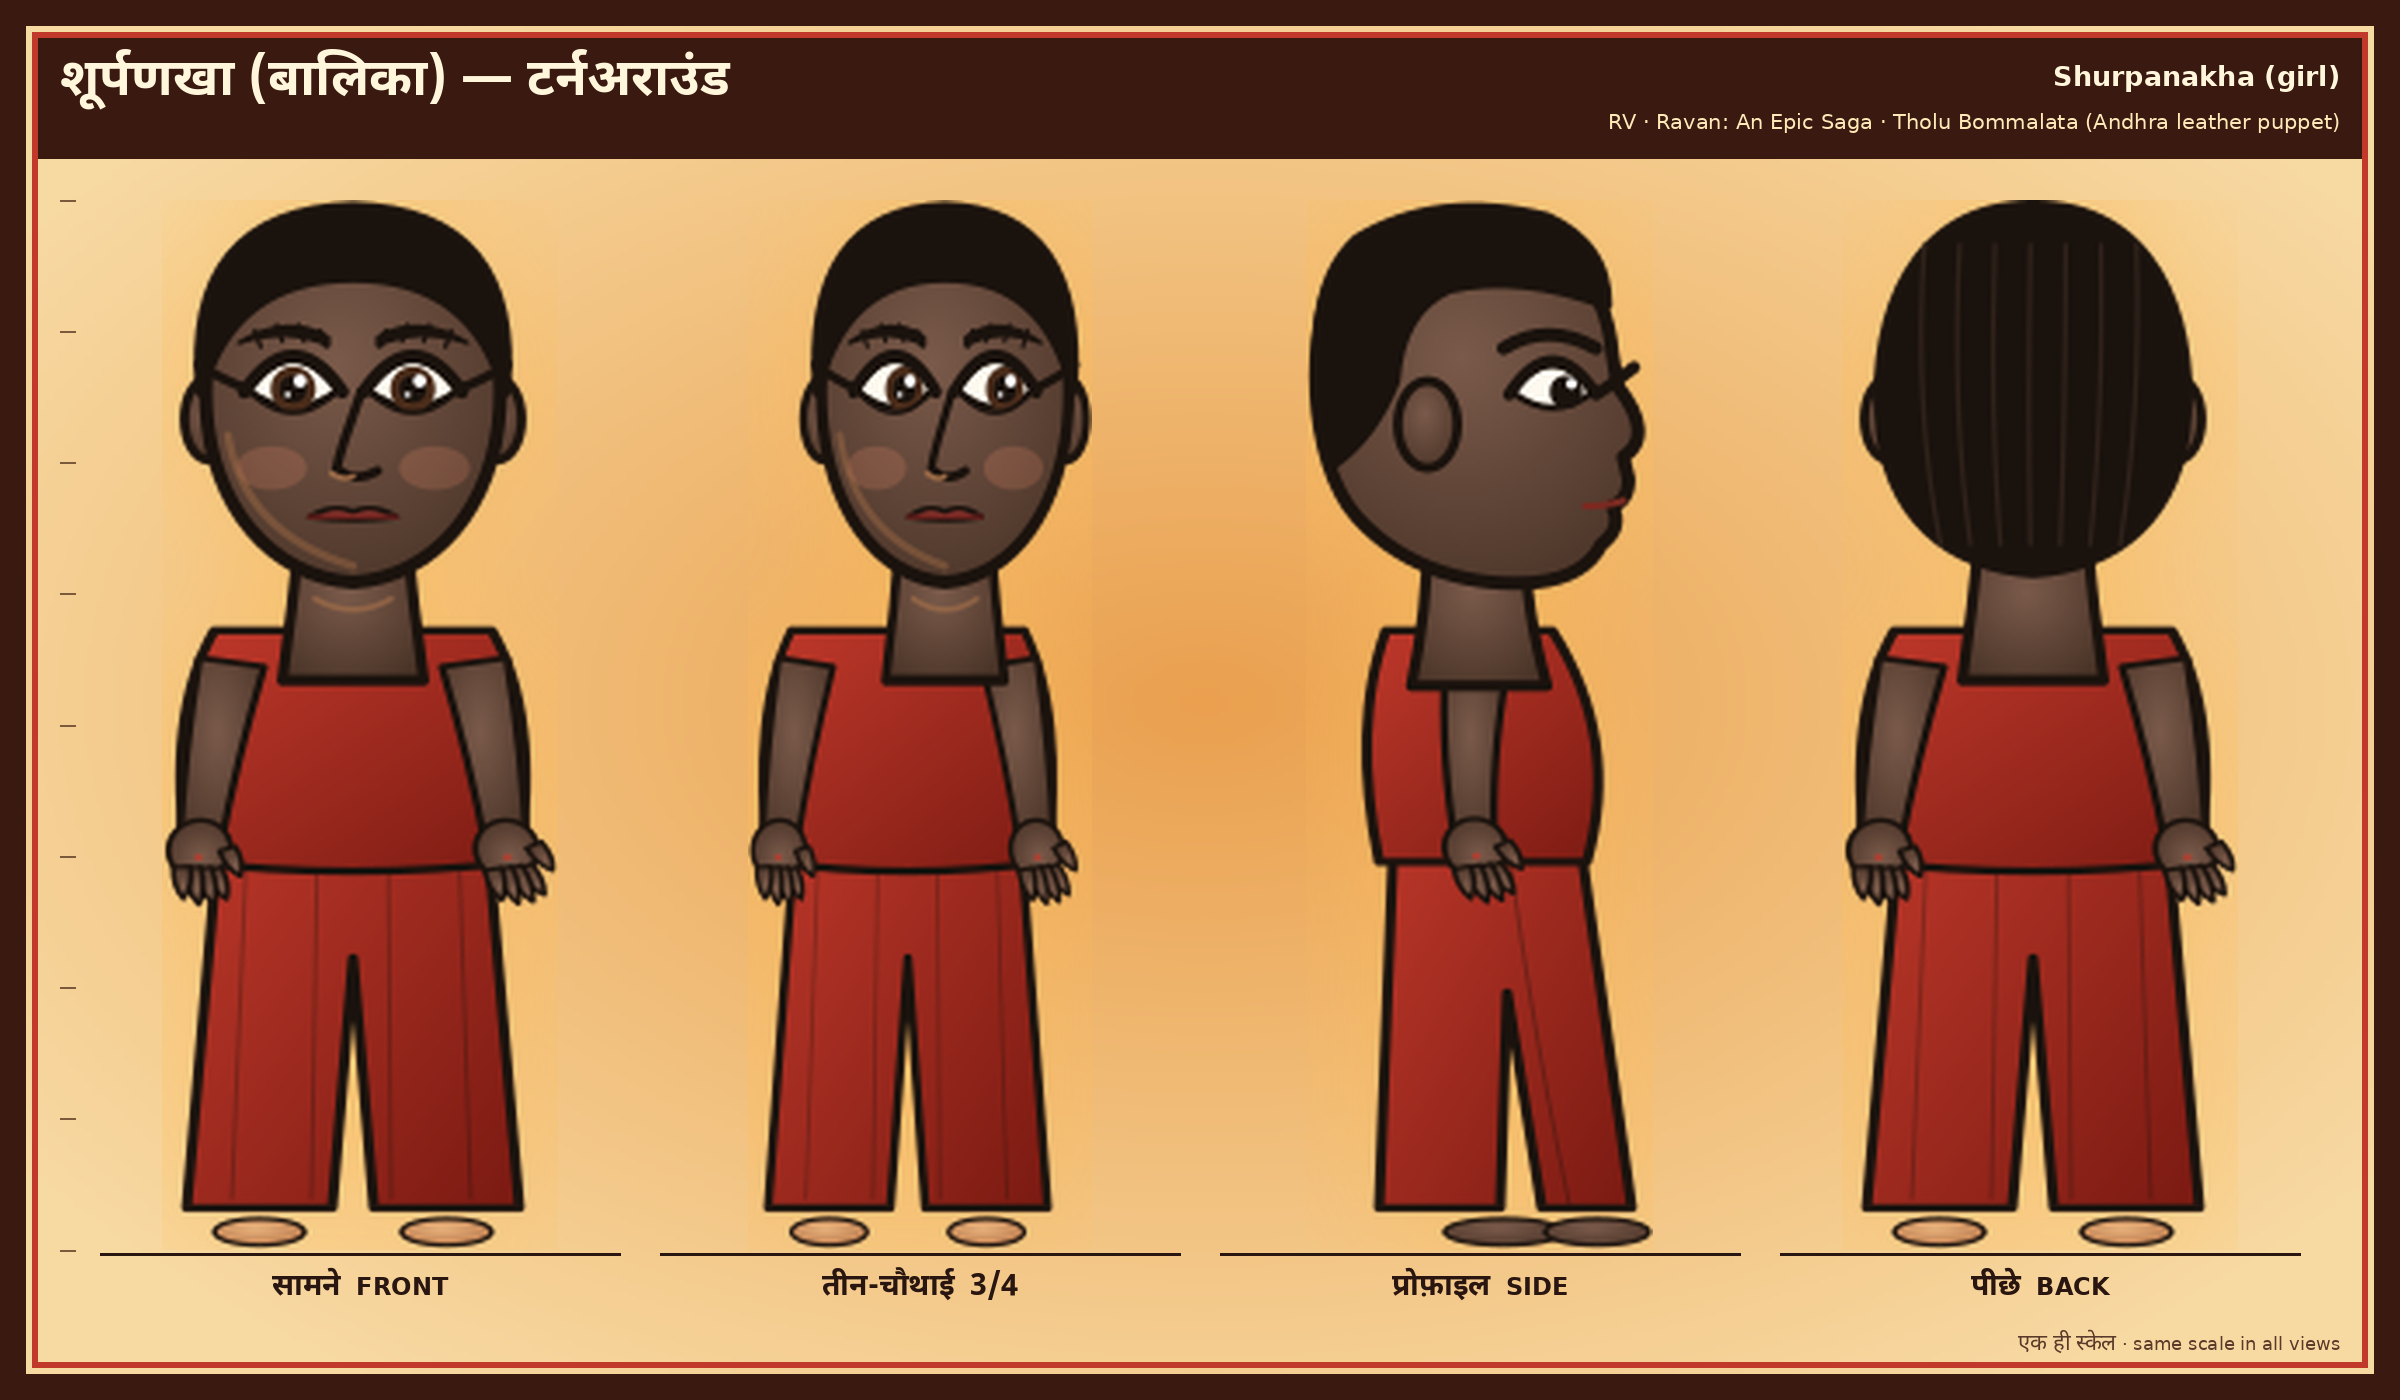 शूर्पणखा (बालिका) — टर्नअराउंड
Shurpanakha (girl)
RV · Ravan: An Epic Saga · Tholu Bommalata (Andhra leather puppet)
सामने FRONT
तीन-चौथाई 3/4
प्रोफ़ाइल SIDE
पीछे BACK
एक ही स्केल · same scale in all views